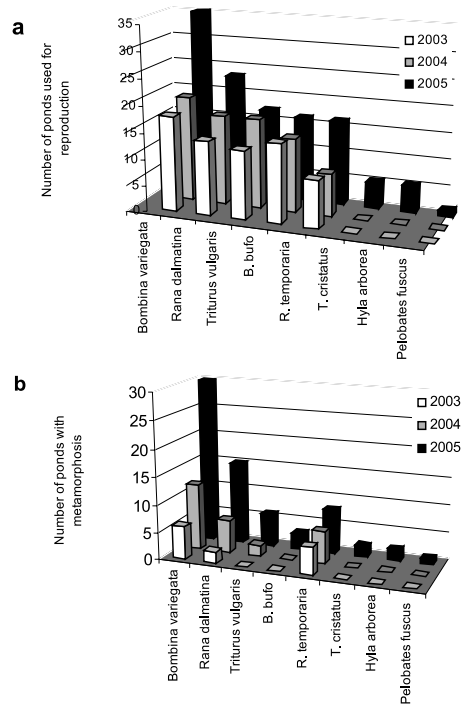 a
35
30
25
20
15
10
5
0
Number of ponds used for
reproduction
2003
2004
2005
Bombina variegata
Rana dalmatina
Triturus vulgaris
B. bufo
R. temporaria
T. cristatus
Hyla arborea
Pelobates fuscus
b
30
25
20
15
10
5
0
Number of ponds with
metamorphosis
2003
2004
2005
Bombina variegata
Rana dalmatina
Triturus vulgaris
B. bufo
R. temporaria
T. cristatus
Hyla arborea
Pelobates fuscus